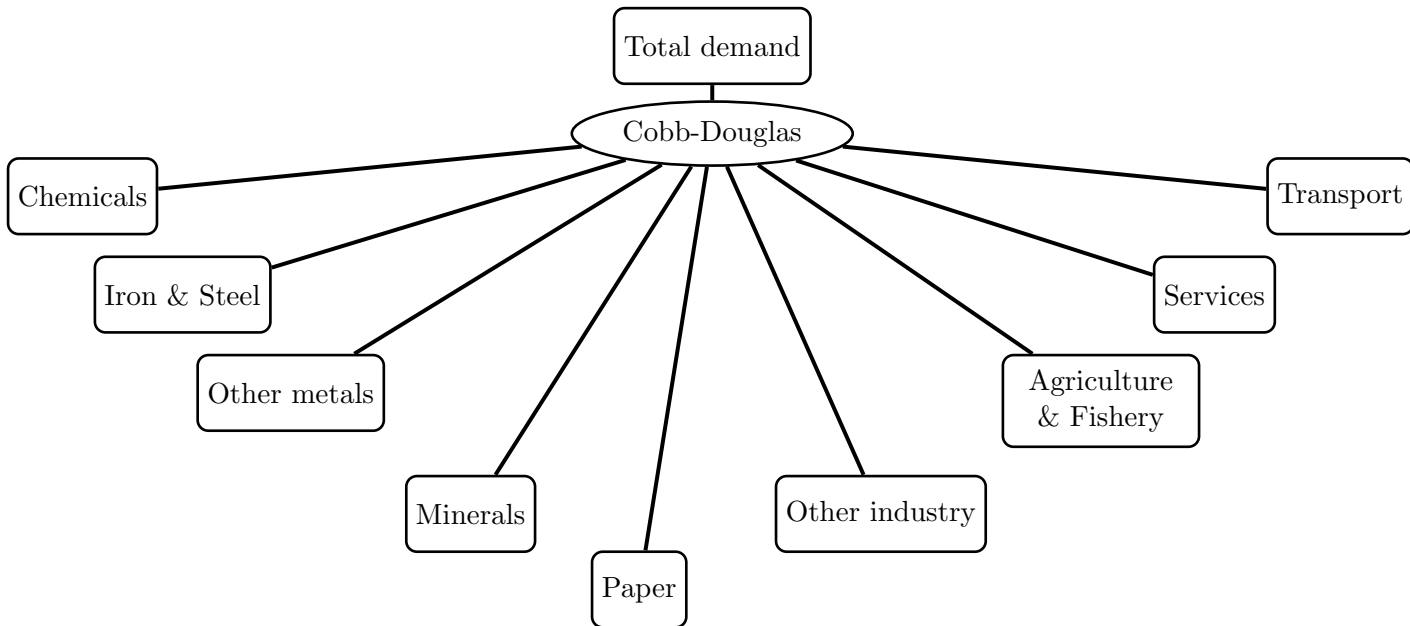 Total demand
Cobb-Douglas
Chemicals
Transport
Iron & Steel
Services
Other metals
Agriculture
& Fishery
Minerals
Other industry
Paper